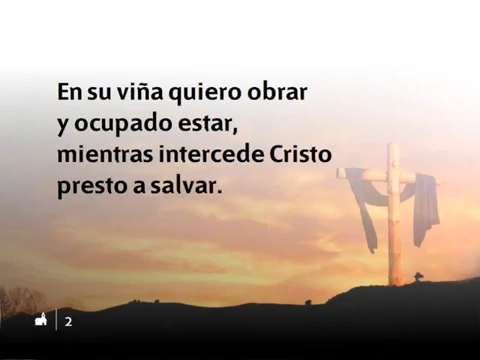 En su viña quiero obrar
y ocupado estar,
mientras intercede Cristo
presto a salvar.
2